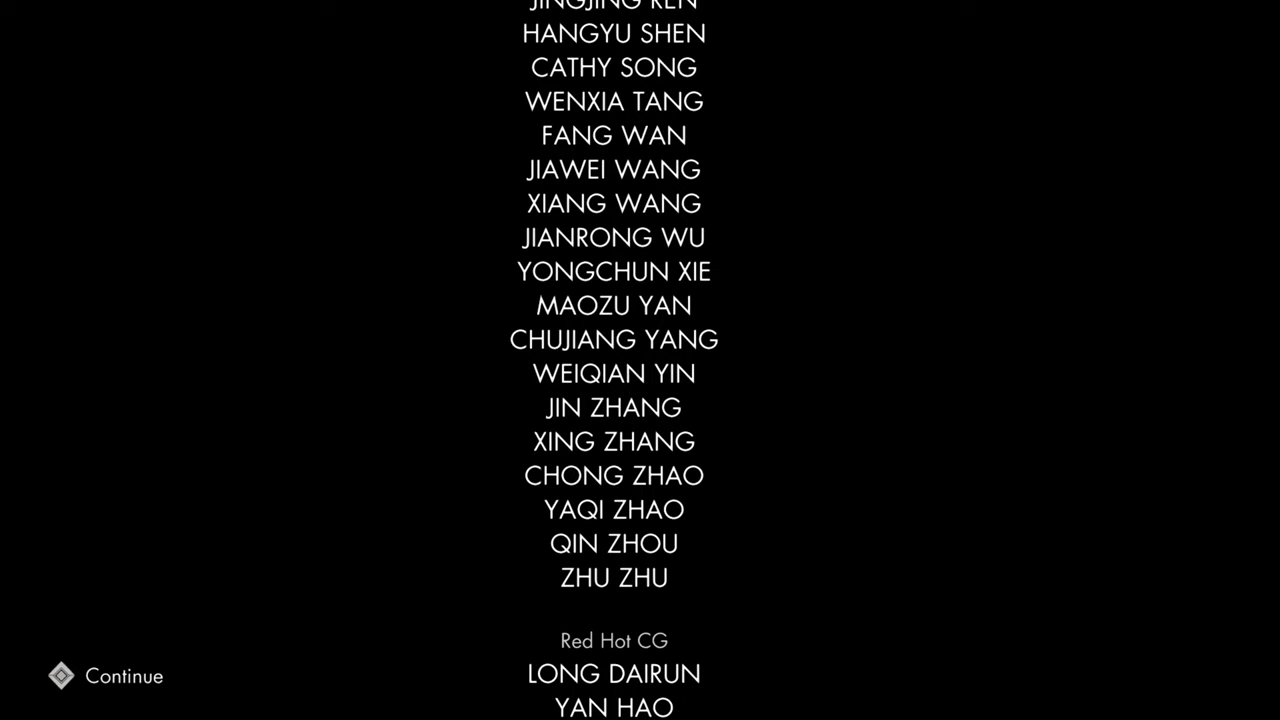 JINGJING REN
HANGYU SHEN
CATHY SONG
WENXIA TANG
FANG WAN
JIAWEI WANG
XIANG WANG
JIANRONG WU
YONGCHUN XIE
MAOZU YAN
CHUJIANG YANG
WEIQIAN YIN
JIN ZHANG
XING ZHANG
CHONG ZHAO
YAQI ZHAO
QIN ZHOU
ZHU ZHU
Red Hot CG
LONG DAIRUN
YAN HAO
Continue